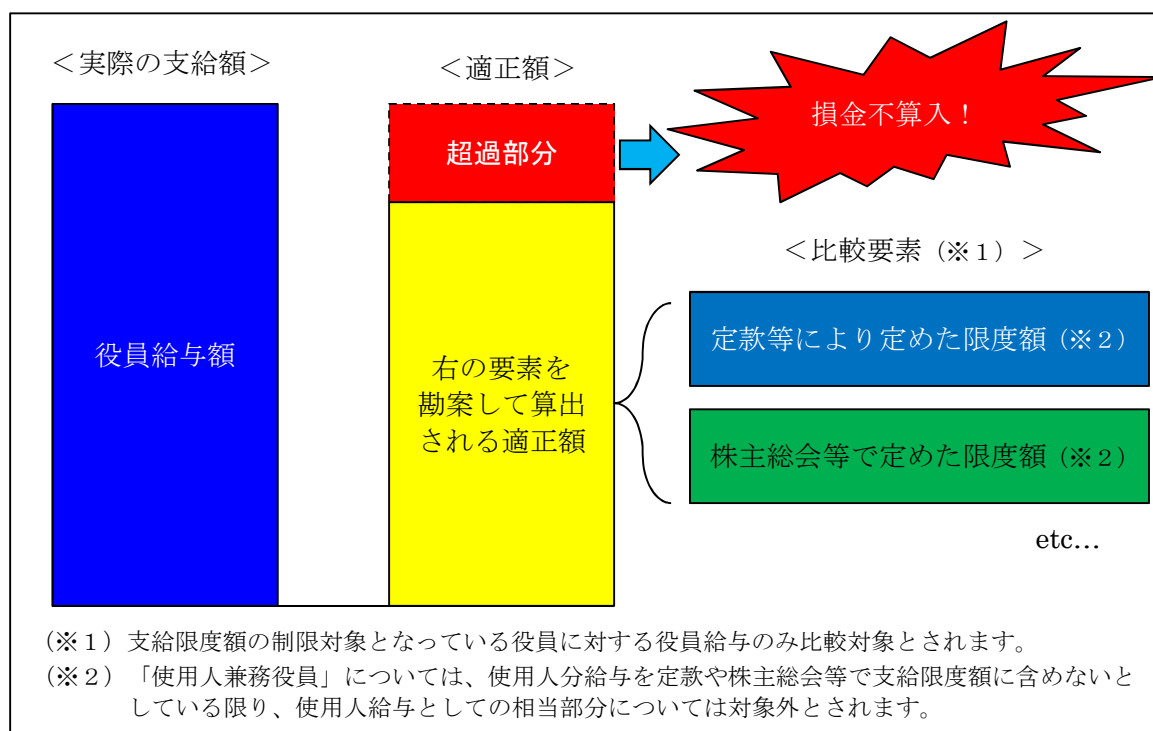 ＜実際の支給額＞
＜適正額＞
損金不算入！
超過部分
＜比較要素（※１）＞
役員給与額
右の要素を
勘案して算出
される適正額
定款等により定めた限度額（※２）
株主総会等で定めた限度額（※２）
etc…
（※１）支給限度額の制限対象となっている役員に対する役員給与のみ比較対象とされます。
（※２）「使用人兼務役員」については、使用人分給与を定款や株主総会等で支給限度額に含めないと
している限り、使用人給与としての相当部分については対象外とされます。